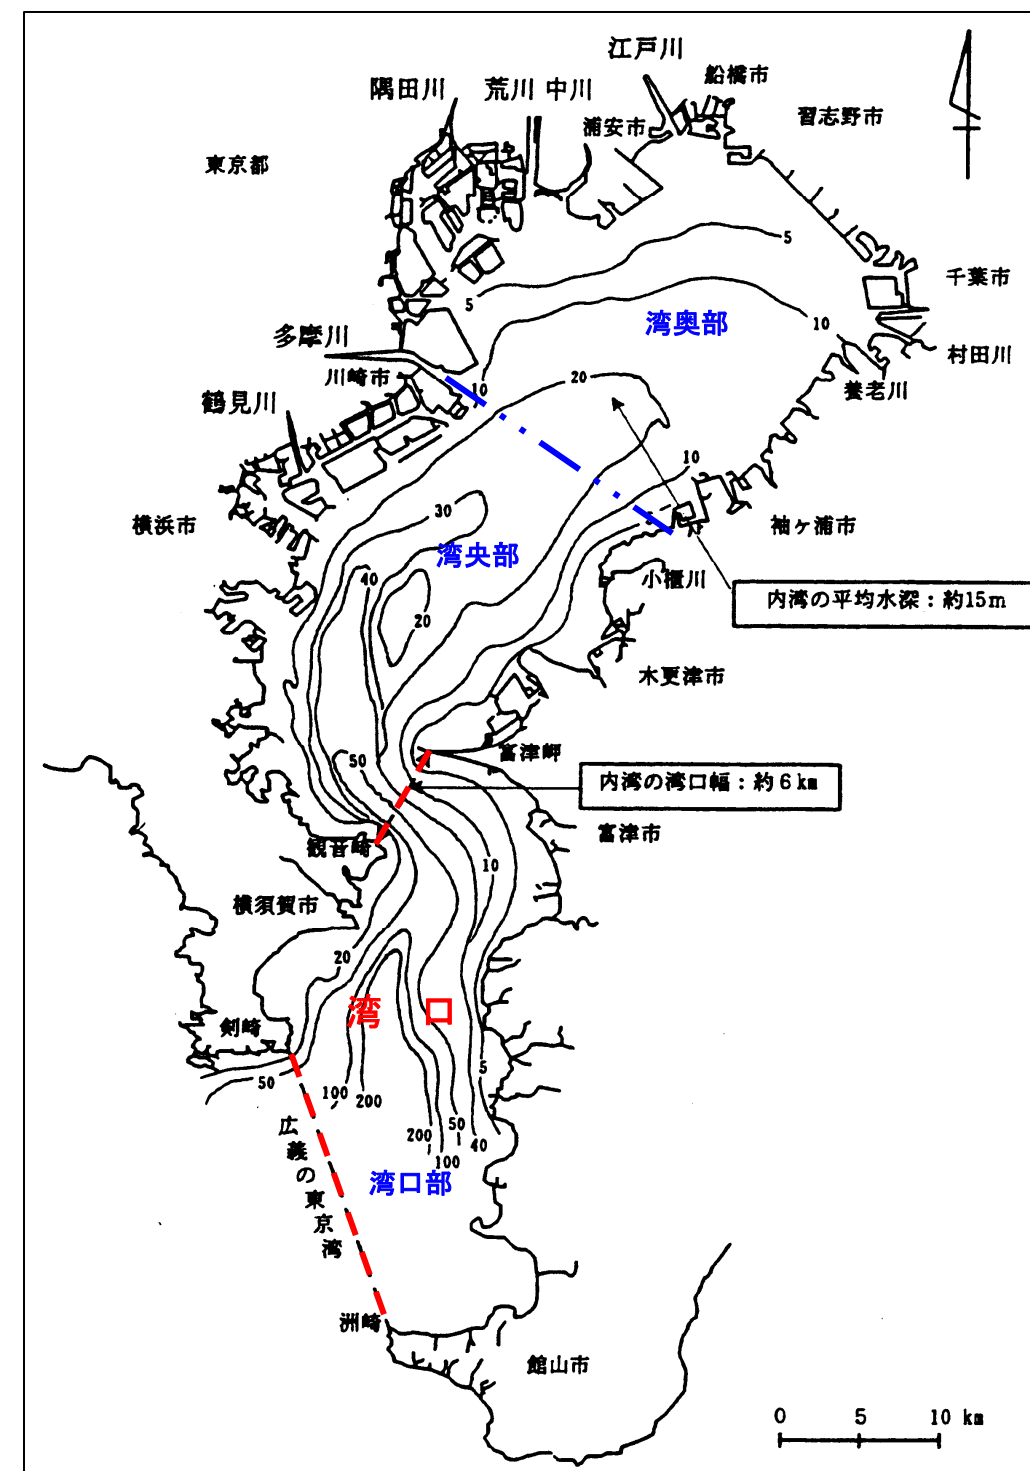 江戸川
船橋市
隅田川
荒川 中川
習志野市
浦安市
東京都
5
千葉市
5
10
湾奥部
多摩川
村田川
川崎市
20
10
養老川
鶴見川
10
30
横浜市
袖ヶ浦市
湾央部
40
小櫃川
内湾の平均水深：約15m
20
木更津市
富津岬
50
内湾の湾口幅：約6km
富津市
観音崎
10
横須賀市
20
湾口
剣崎
5
50
100
200
広義の東京湾
50
200
40
100
湾口部
洲崎
館山市
0 5 10 km